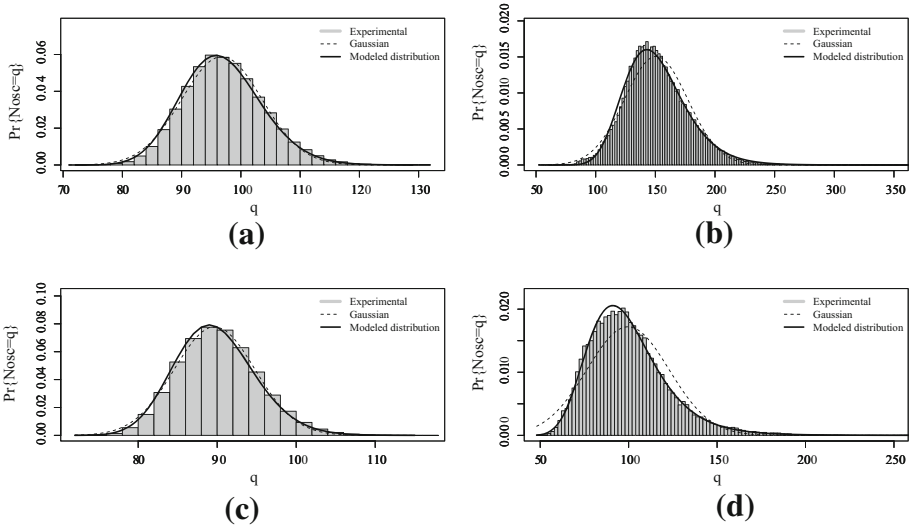 Pr{Nosc=q}
0.00 0.02 0.04 0.06
Experimental
Gaussian
Modeled distribution
70 80 90 100 110 120 130
q
(a)
Pr{Nosc=q}
0.000 0.005 0.010 0.015 0.020
Experimental
Gaussian
Modeled distribution
50 100 150 200 250 300 350
q
(b)
Pr{Nosc=q}
0.00 0.02 0.04 0.06 0.08 0.10
Experimental
Gaussian
Modeled distribution
80 90 100 110
q
(c)
Pr{Nosc=q}
0.000 0.010 0.020
Experimental
Gaussian
Modeled distribution
50 100 150 200 250
q
(d)